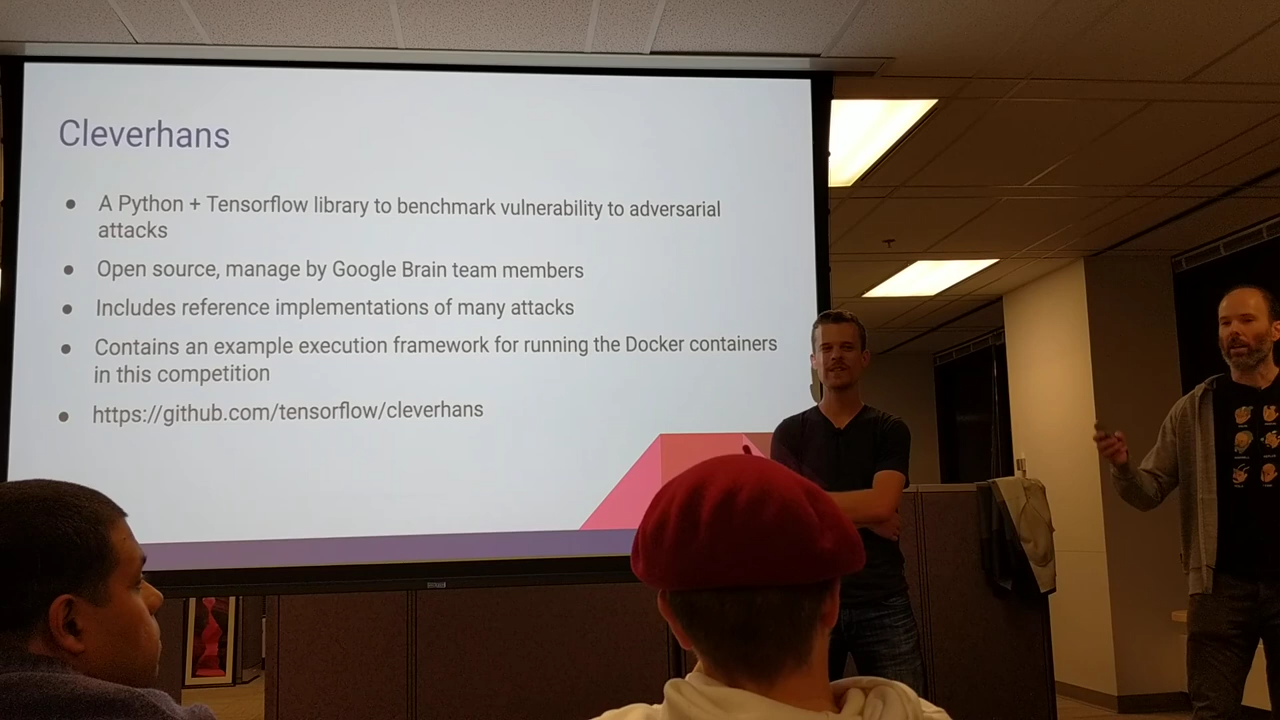 Cleverhans
A Python + Tensorflow library to benchmark vulnerability to adversarial
attacks
Open source, manage by Google Brain team members
Includes reference implementations of many attacks
Contains an example execution framework for running the Docker containers
in this competition
https://github.com/tensorflow/cleverhans